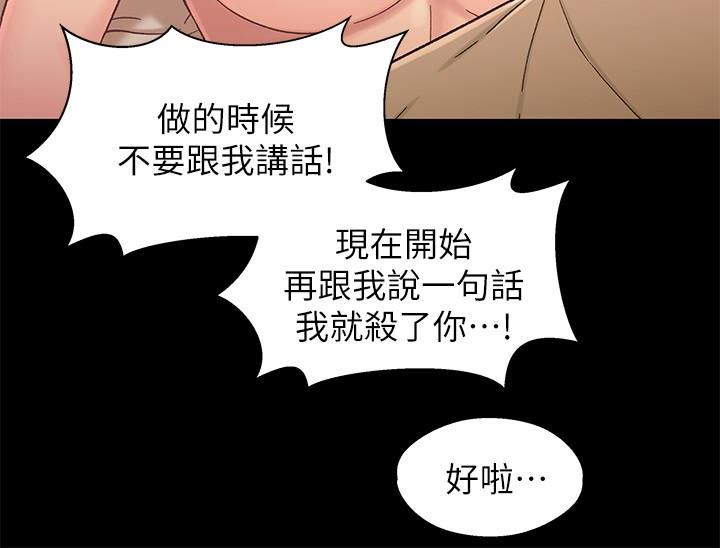 做的時候
不要跟我講話!
現在開始
再跟我說一句話
我就殺了你…!
好啦…